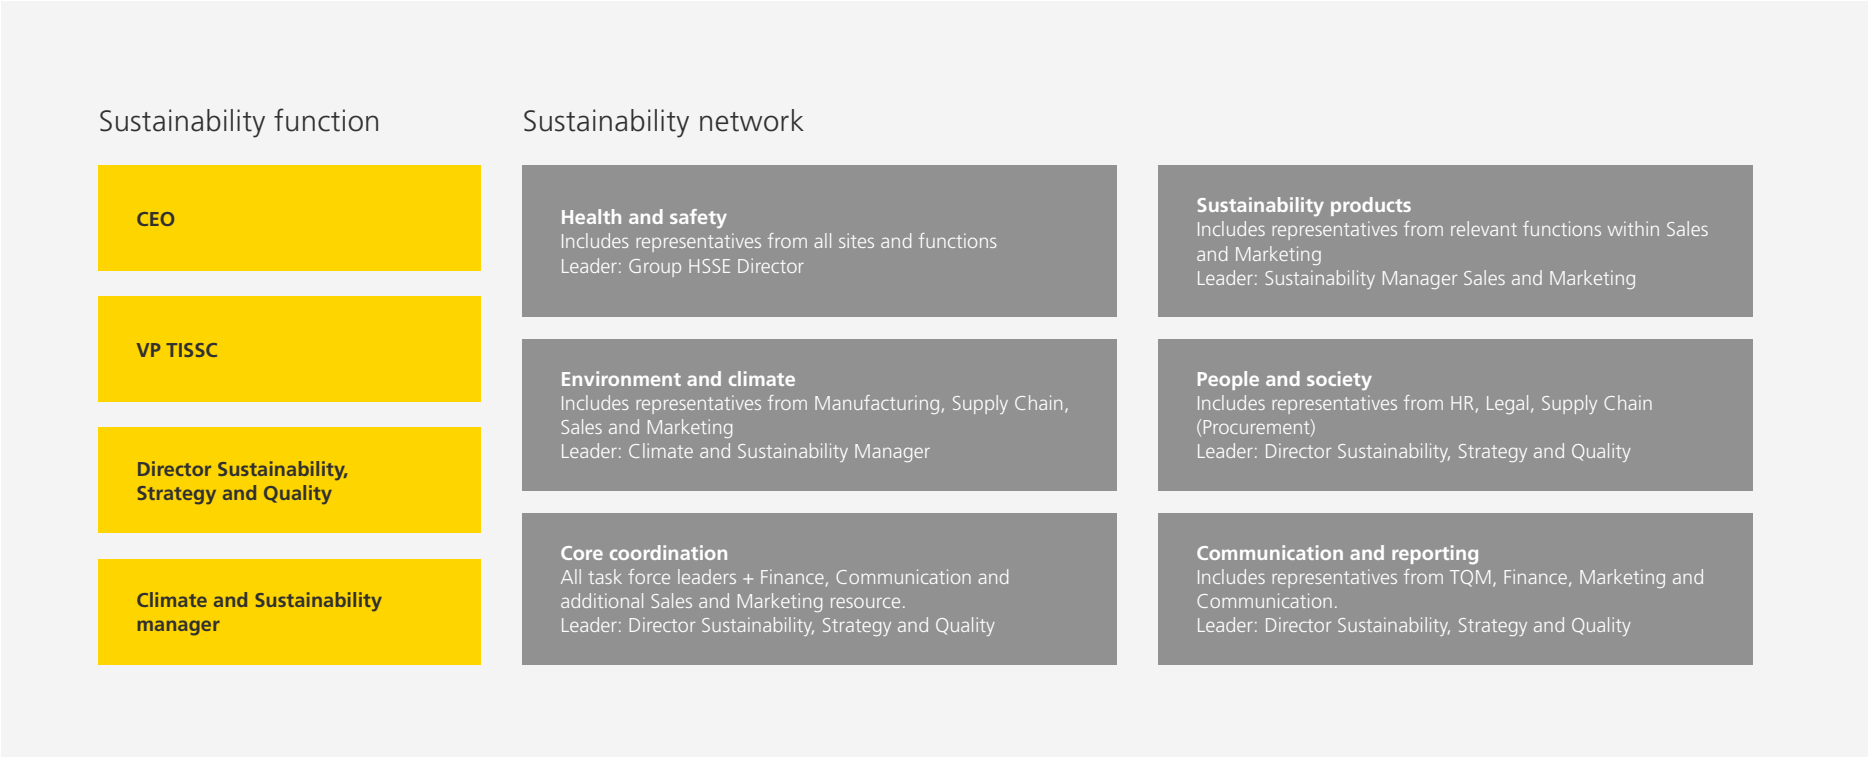 Sustainability function
CEO
VP TISSC
Director Sustainability,
Strategy and Quality
Climate and Sustainability
manager
Sustainability network
Health and safety
Includes representatives from all sites and functions
Leader: Group HSSE Director
Sustainability products
Includes representatives from relevant functions within Sales
and Marketing
Leader: Sustainability Manager Sales and Marketing
Environment and climate
Includes representatives from Manufacturing, Supply Chain,
Sales and Marketing
Leader: Climate and Sustainability Manager
People and society
Includes representatives from HR, Legal, Supply Chain
(Procurement)
Leader: Director Sustainability, Strategy and Quality
Core coordination
All task force leaders + Finance, Communication and
additional Sales and Marketing resource.
Leader: Director Sustainability, Strategy and Quality
Communication and reporting
Includes representatives from TQM, Finance, Marketing and
Communication.
Leader: Director Sustainability, Strategy and Quality